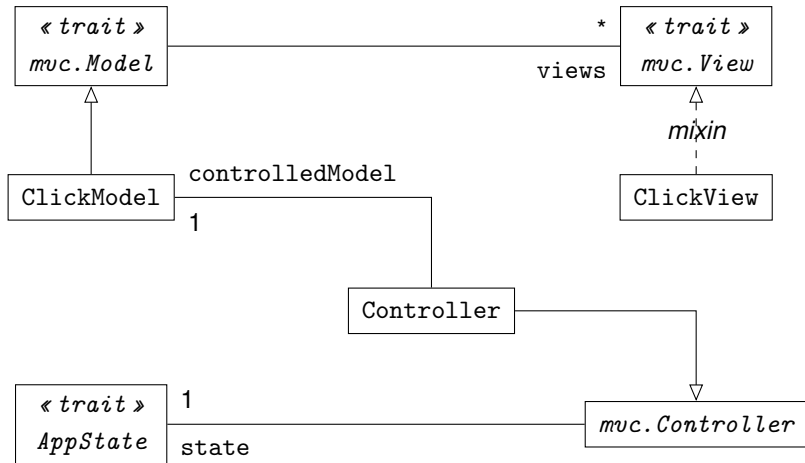 « trait »
mvc.Model
*
views
« trait »
mvc.View
mixin
ClickModel
controlledModel
1
ClickView
Controller
« trait »
AppState
1
state
mvc.Controller